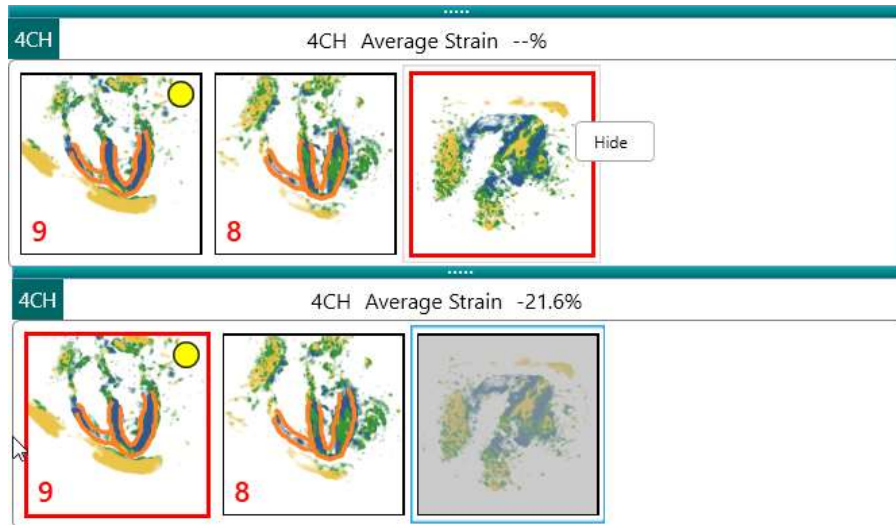 4CH 4CH Average Strain --%
Hide
9 8
4CH 4CH Average Strain -21.6%
9 8